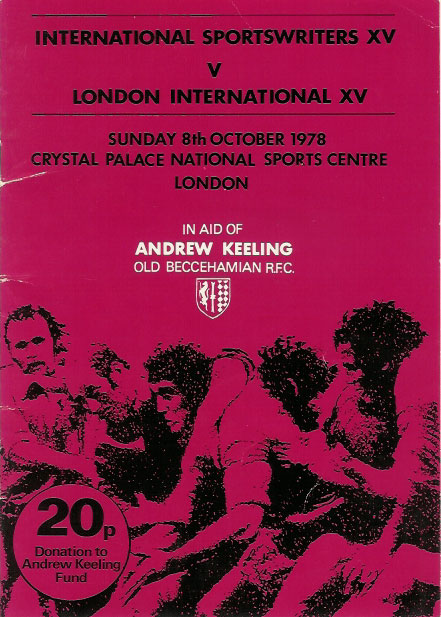 INTERNATIONAL SPORTSWRITERS XV
V
LONDON INTERNATIONAL XV
SUNDAY 8th OCTOBER 1978
CRYSTAL PALACE NATIONAL SPORTS CENTRE
LONDON
IN AID OF
ANDREW KEELING
OLD BECCEHAMIAN R.F.C.
20p
Donation to
Andrew Keeling
Fund